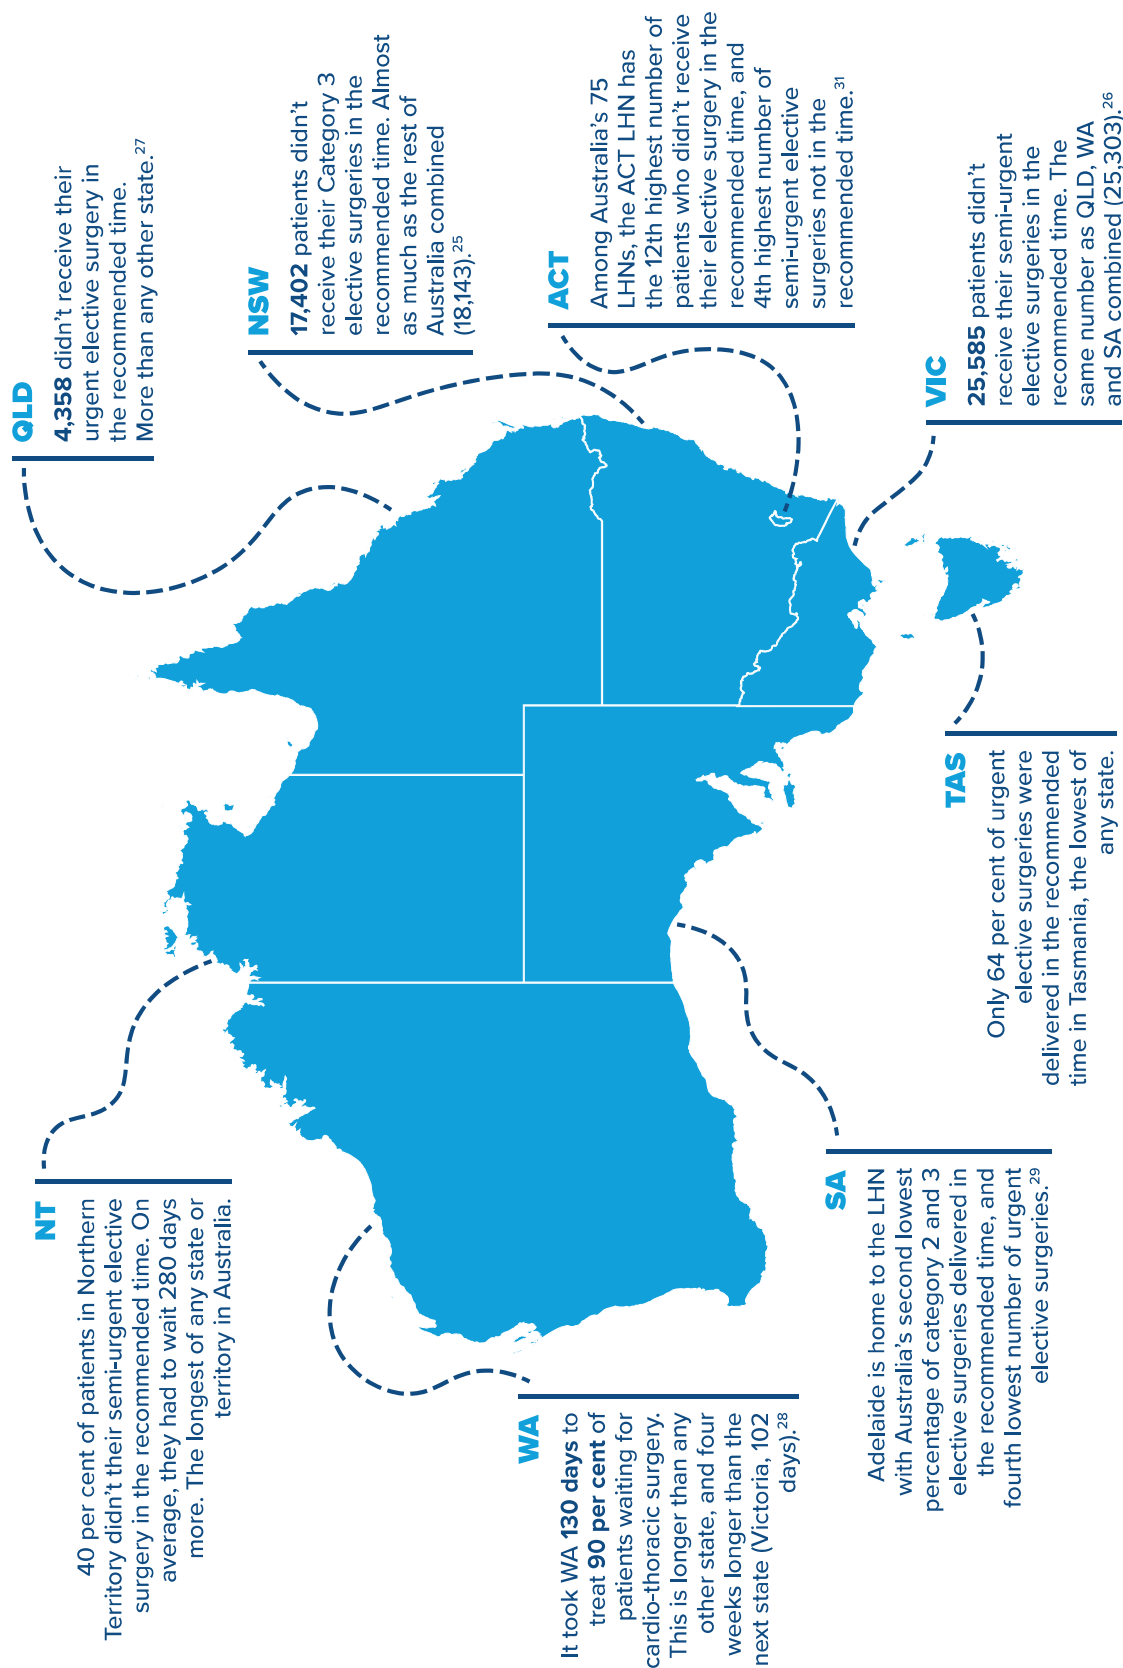 NT
40 per cent of patients in Northern
Territory didn't their semi-urgent elective
surgery in the recommended time. On
average, they had to wait 280 days
more. The longest of any state or
territory in Australia.
QLD
4,358 didn't receive their
urgent elective surgery in
the recommended time.
More than any other state.27
NSW
17,402 patients didn't
receive their Category 3
elective surgeries in the
recommended time. Almost
as much as the rest of
Australia combined
(18,143).25
WA
It took WA 130 days to
treat 90 per cent of
patients waiting for
cardio-thoracic surgery.
This is longer than any
other state, and four
weeks longer than the
next state (Victoria, 102
days).28
ACT
Among Australia's 75
LHNs, the ACT LHN has
the 12th highest number of
patients who didn't receive
their elective surgery in the
recommended time, and
4th highest number of
semi-urgent elective
surgeries not in the
recommended time.31
SA
Adelaide is home to the LHN
with Australia's second lowest
percentage of category 2 and 3
elective surgeries delivered in
the recommended time, and
fourth lowest number of urgent
elective surgeries.29
TAS
Only 64 per cent of urgent
elective surgeries were
delivered in the recommended
time in Tasmania, the lowest of
any state.
VIC
25,585 patients didn't
receive their semi-urgent
elective surgeries in the
recommended time. The
same number as QLD, WA
and SA combined (25,303).26